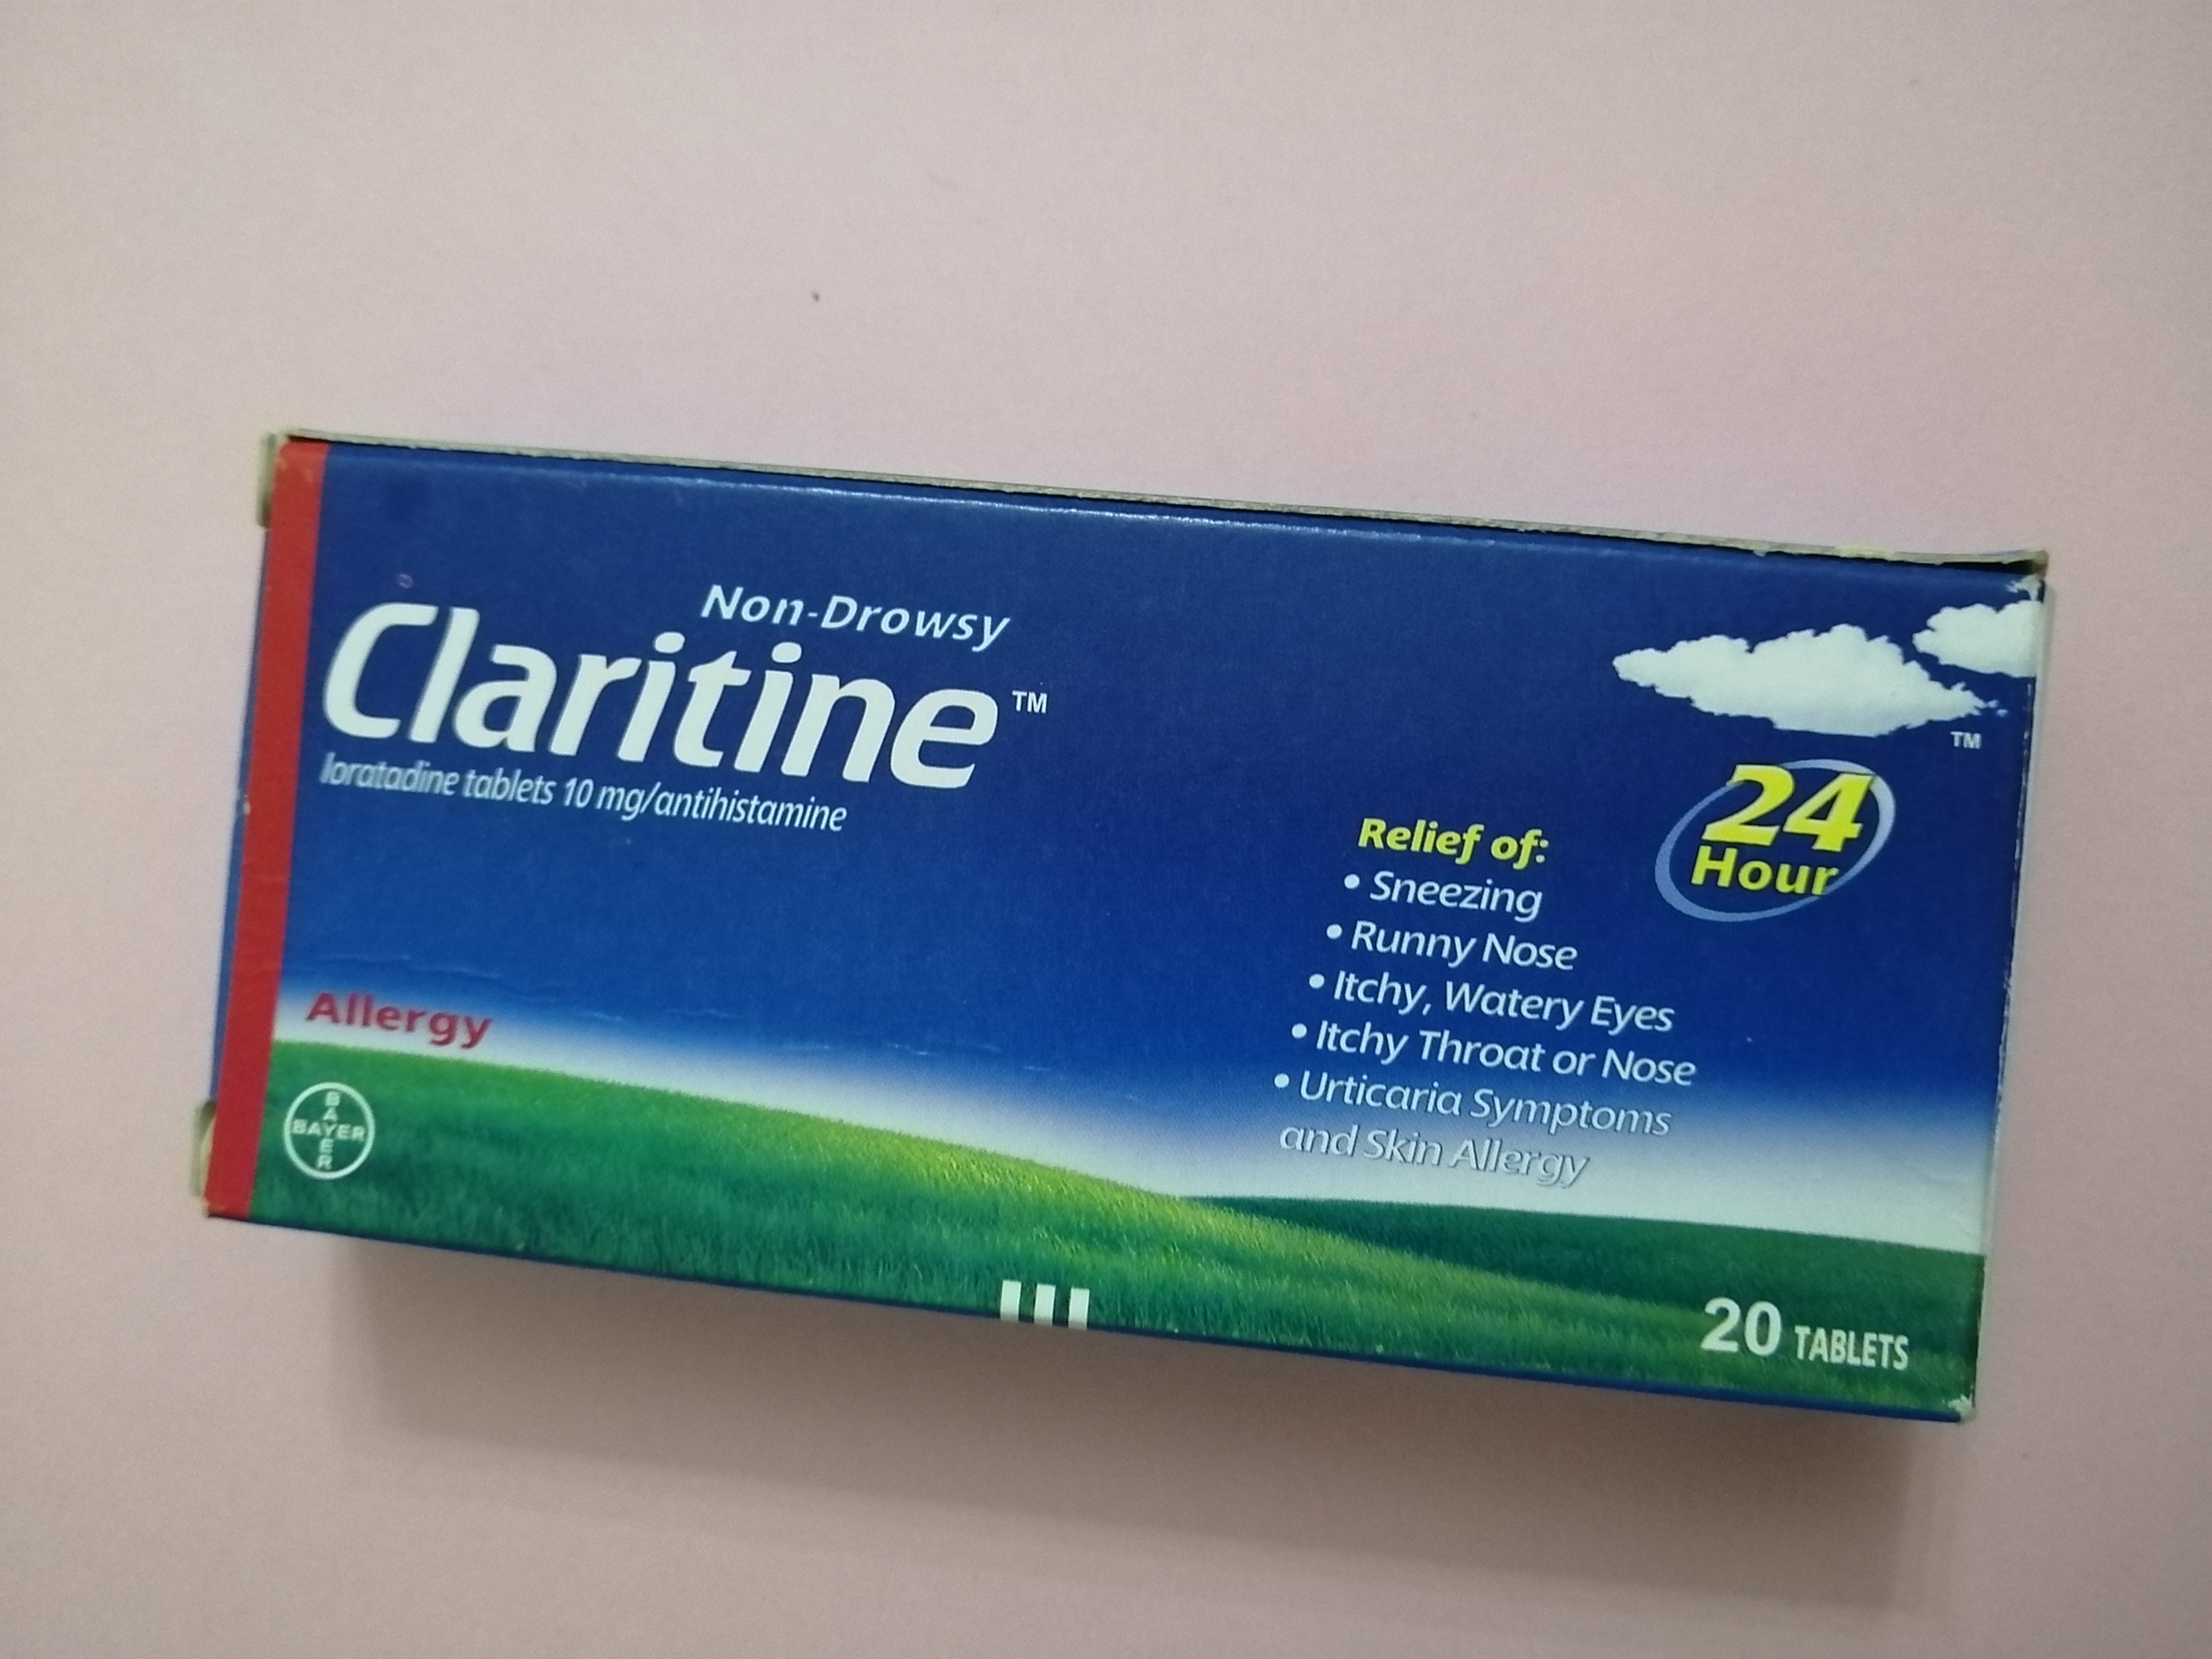 Non-Drowsy
Claritine™
loratadine tablets 10 mg/antihistamine
TM
24
Hour
Relief of:
• Sneezing
• Runny Nose
• Itchy, Watery Eyes
• Itchy Throat or Nose
• Urticaria Symptoms
and Skin Allergy
Allergy
BAYER
BAYER
20 TABLETS